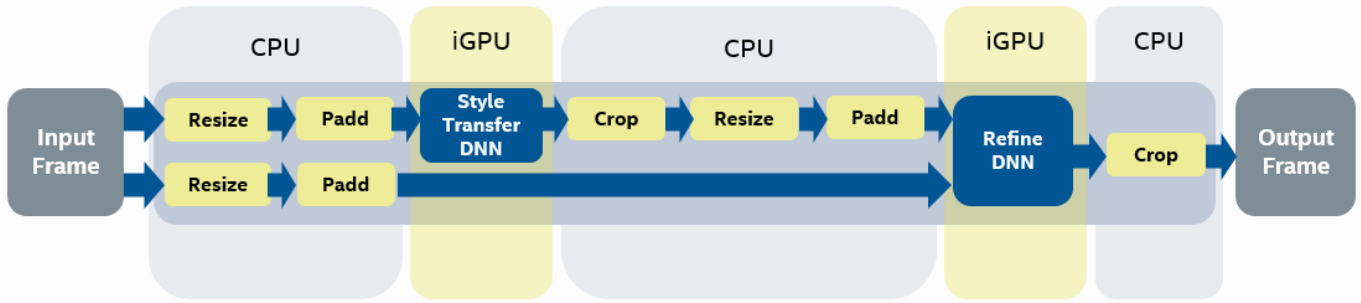 CPU
iGPU
CPU
iGPU
CPU
Input
Frame
Resize
Padd
Style
Transfer
DNN
Crop
Resize
Padd
Refine
DNN
Crop
Output
Frame
Resize
Padd